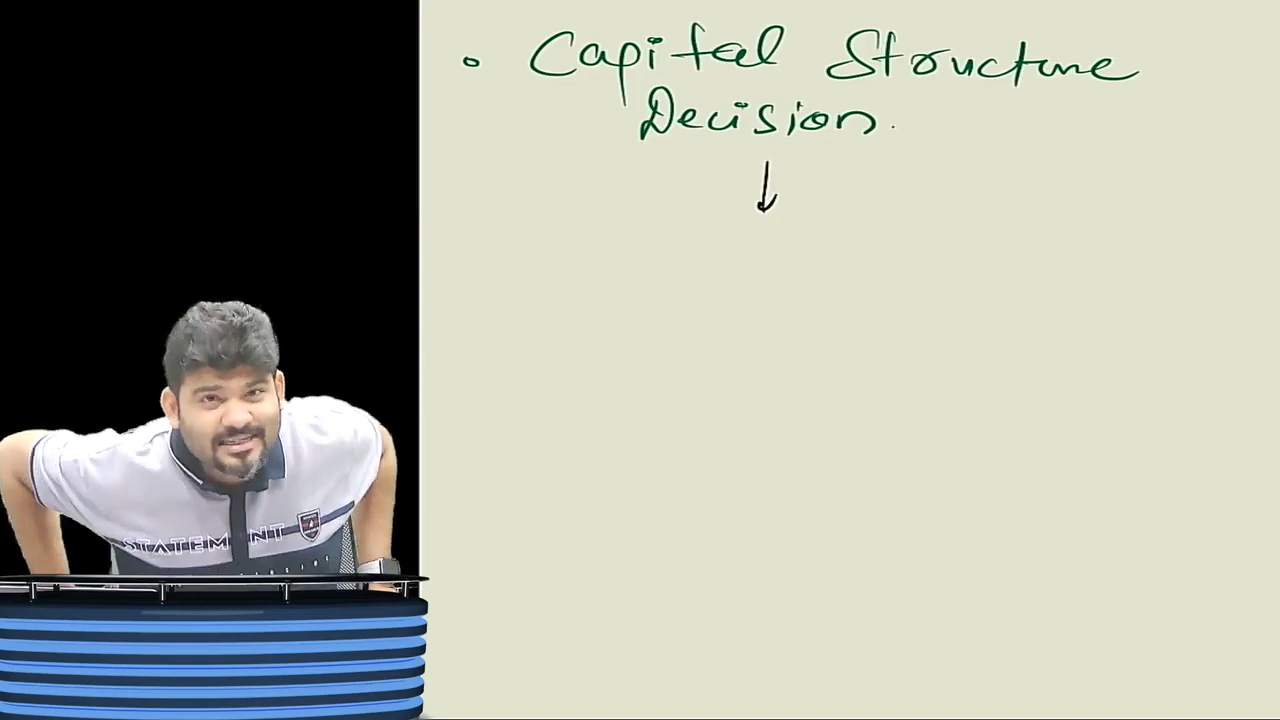 • Capital Structure
Decision.
↓
STATEMENT